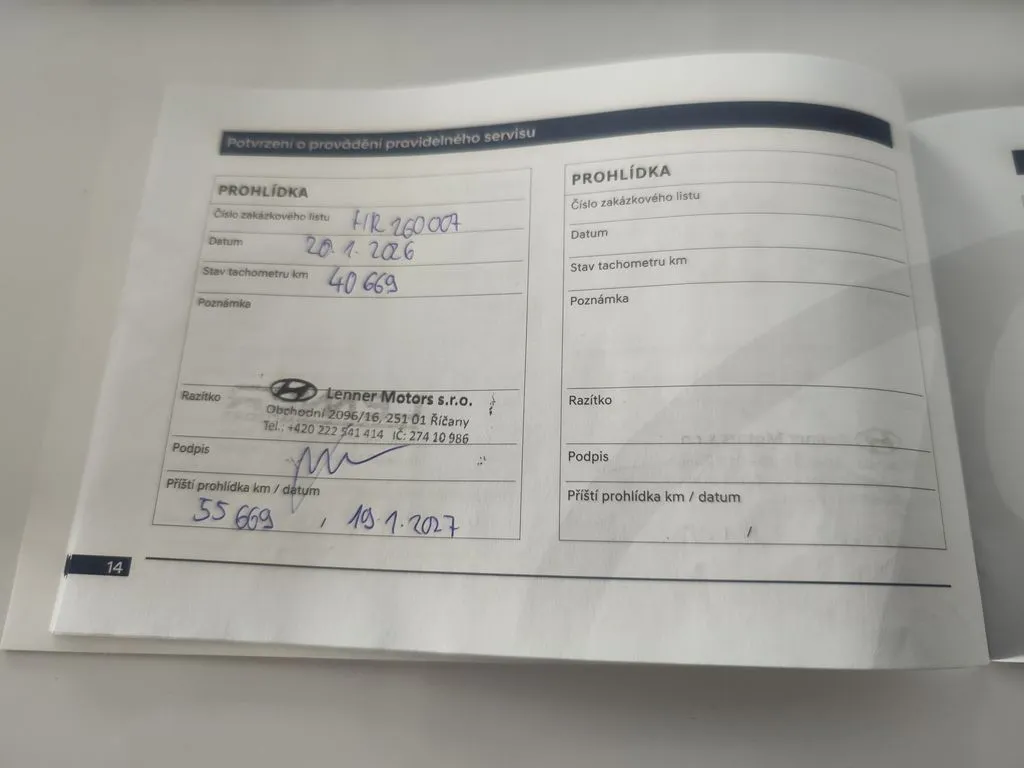 Potvrzení o provádění pravidelného servisu
PROHLÍDKA
Číslo zakázkového listu HR260007
Datum 20.1.2026
Stav tachometru km 40 669
Poznámka
Razítko
Lenner Motors s.r.o.
Obchodní 2096/16, 251 01 Říčany
Tel.: +420 222 541 414 IČ: 274 10 986
Podpis
Příští prohlídka km / datum
55 669 / 19.1.2027
PROHLÍDKA
Číslo zakázkového listu
Datum
Stav tachometru km
Poznámka
Razítko
Podpis
Příští prohlídka km / datum
/
14